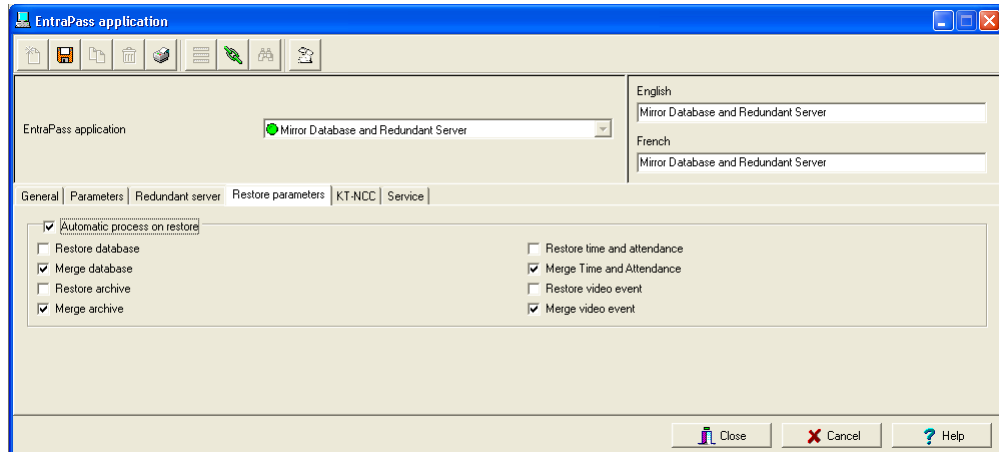 EntraPass application
English
Mirror Database and Redundant Server
EntraPass application
Mirror Database and Redundant Server
French
Mirror Database and Redundant Server
General Parameters Redundant server Restore parameters KT-NCC Service
Automatic process on restore
Restore database
Merge database
Restore archive
Merge archive
Restore time and attendance
Merge Time and Attendance
Restore video event
Merge video event
Close Cancel ? Help